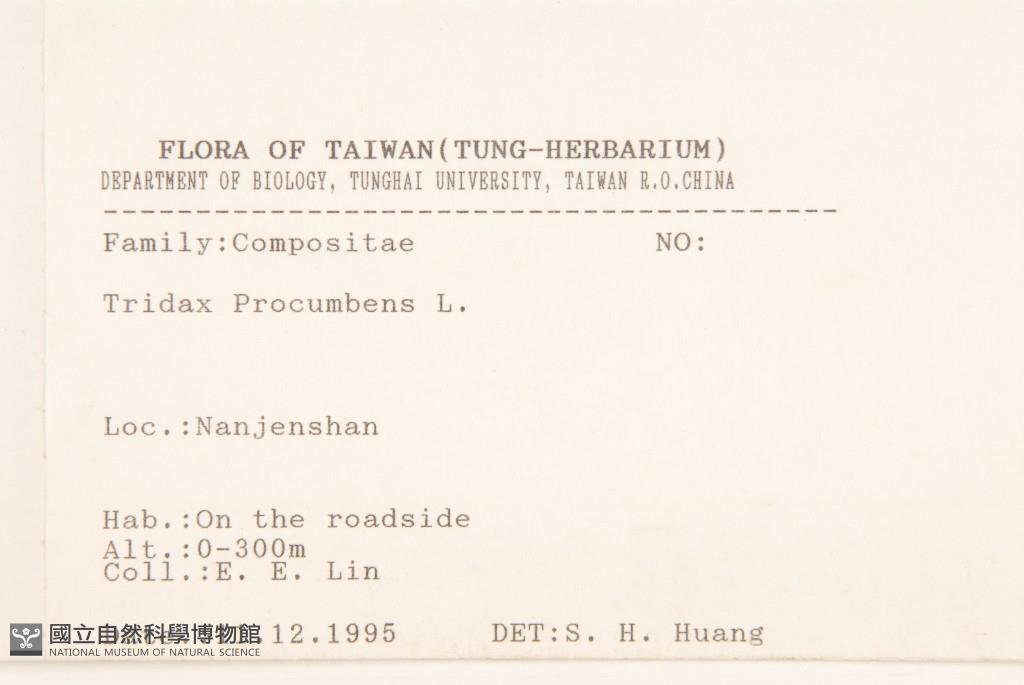 FLORA OF TAIWAN(TUNG-HERBARIUM)
DEPARTMENT OF BIOLOGY, TUNGHAI UNIVERSITY, TAIWAN R.O.CHINA
----------------------------------------
Family:Compositae NO:
Tridax Procumbens L.
Loc.:Nanjenshan
Hab.:On the roadside
Alt.:0-300m
Coll.:E. E. Lin
.12.1995 DET:S. H. Huang
國立自然科學博物館
NATIONAL MUSEUM OF NATURAL SCIENCE